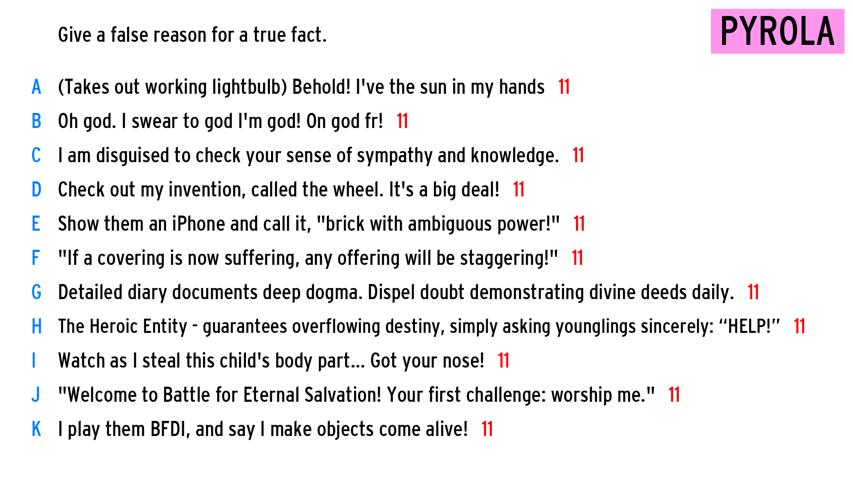 Give a false reason for a true fact.
PYROLA
A (Takes out working lightbulb) Behold! I've the sun in my hands 11
B Oh god. I swear to god I'm god! On god fr! 11
C I am disguised to check your sense of sympathy and knowledge. 11
D Check out my invention, called the wheel. It's a big deal! 11
E Show them an iPhone and call it, "brick with ambiguous power!" 11
F "If a covering is now suffering, any offering will be staggering!" 11
G Detailed diary documents deep dogma. Dispel doubt demonstrating divine deeds daily. 11
H The Heroic Entity - guarantees overflowing destiny, simply asking younglings sincerely: “HELP!” 11
I Watch as I steal this child's body part... Got your nose! 11
J "Welcome to Battle for Eternal Salvation! Your first challenge: worship me." 11
K I play them BFDI, and say I make objects come alive! 11